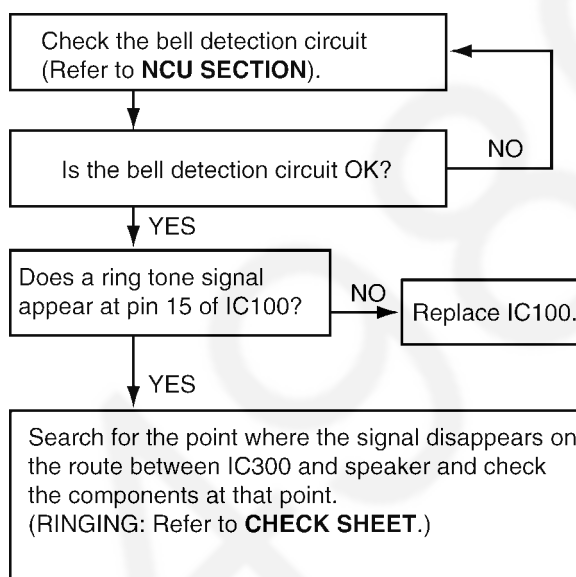 Check the bell detection circuit
(Refer to NCU SECTION).
Is the bell detection circuit OK?
NO
YES
Does a ring tone signal
appear at pin 15 of IC100?
NO
Replace IC100.
YES
Search for the point where the signal disappears on
the route between IC300 and speaker and check
the components at that point.
(RINGING: Refer to CHECK SHEET.)